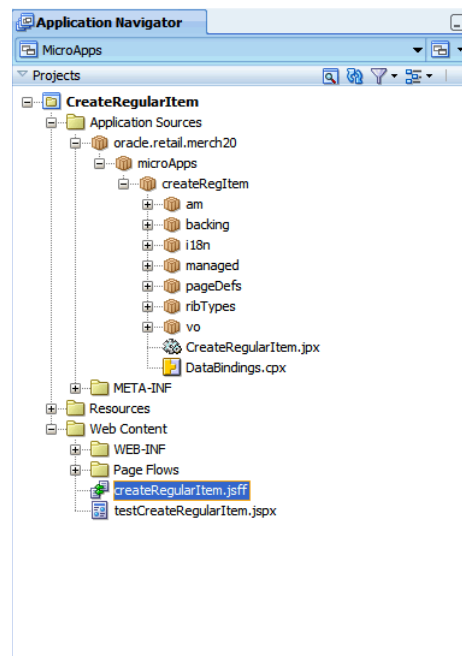 Application Navigator
MicroApps
Projects
CreateRegularItem
Application Sources
oracle.retail.merch20
microApps
createRegItem
am
backing
i18n
managed
pageDefs
ribTypes
vo
CreateRegularItem.jpx
DataBindings.cpx
META-INF
Resources
Web Content
WEB-INF
Page Flows
createRegularItem.jsff
testCreateRegularItem.jspx